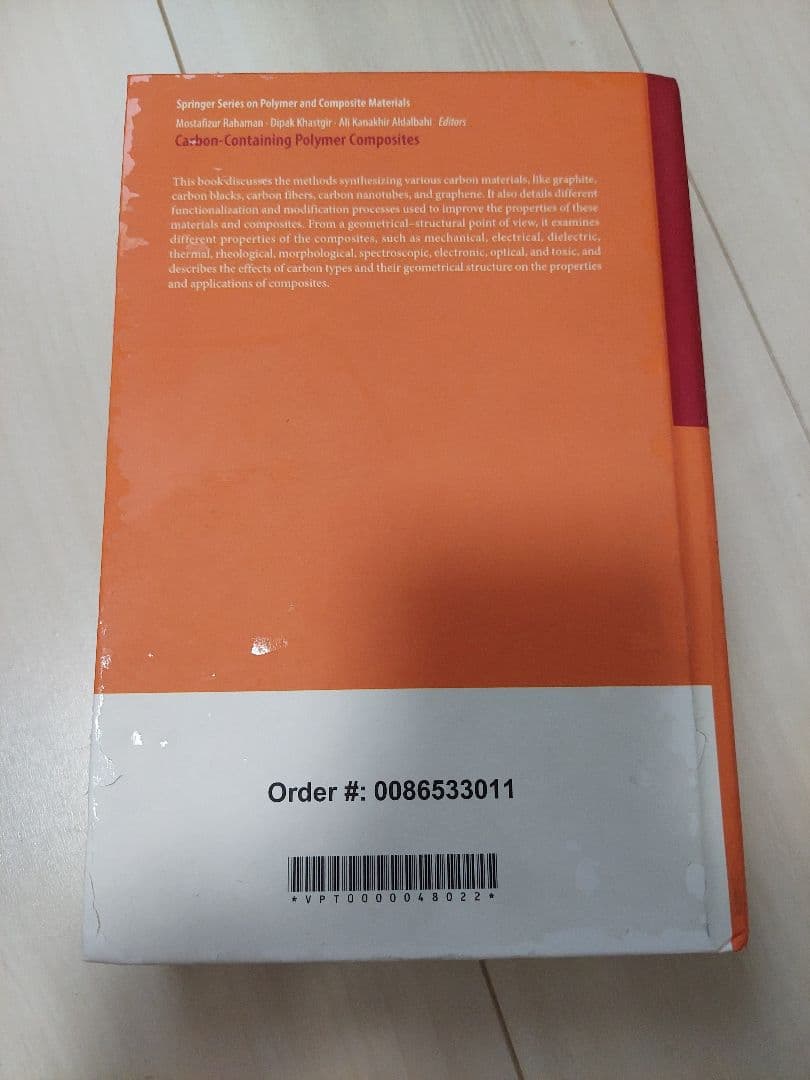 Springer Series on Polymer and Composite Materials
Mostafizur Rahaman · Dipak Khastgir · Ali Kanakhir Aldalbahi Editors
Carbon-Containing Polymer Composites
This book discusses the methods synthesizing various carbon materials, like graphite,
carbon blacks, carbon fibers, carbon nanotubes, and graphene. It also details different
functionalization and modification processes used to improve the properties of these
materials and composites. From a geometrical–structural point of view, it examines
different properties of the composites, such as mechanical, electrical, dielectric,
thermal, rheological, morphological, spectroscopic, electronic, optical, and toxic, and
describes the effects of carbon types and their geometrical structure on the properties
and applications of composites.
Order #: 0086533011
*VPT0000048022*